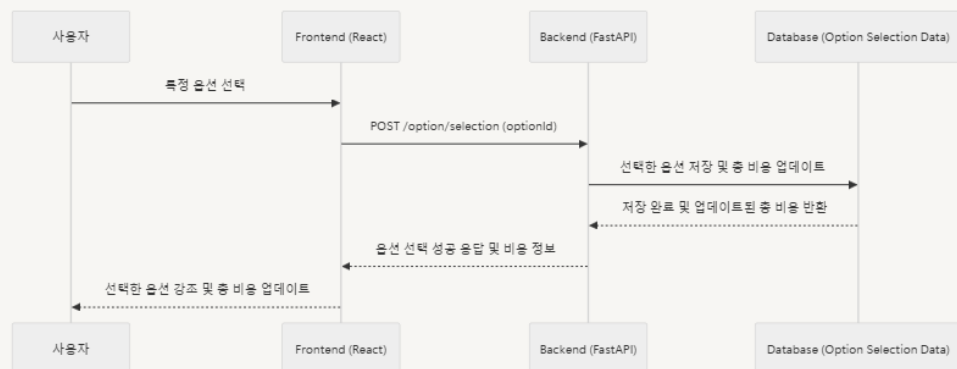 사용자
Frontend (React)
Backend (FastAPI)
Database (Option Selection Data)
특정 옵션 선택
POST /option/selection (optionId)
선택한 옵션 저장 및 총 비용 업데이트
저장 완료 및 업데이트된 총 비용 반환
옵션 선택 성공 응답 및 비용 정보
선택한 옵션 강조 및 총 비용 업데이트
사용자
Frontend (React)
Backend (FastAPI)
Database (Option Selection Data)